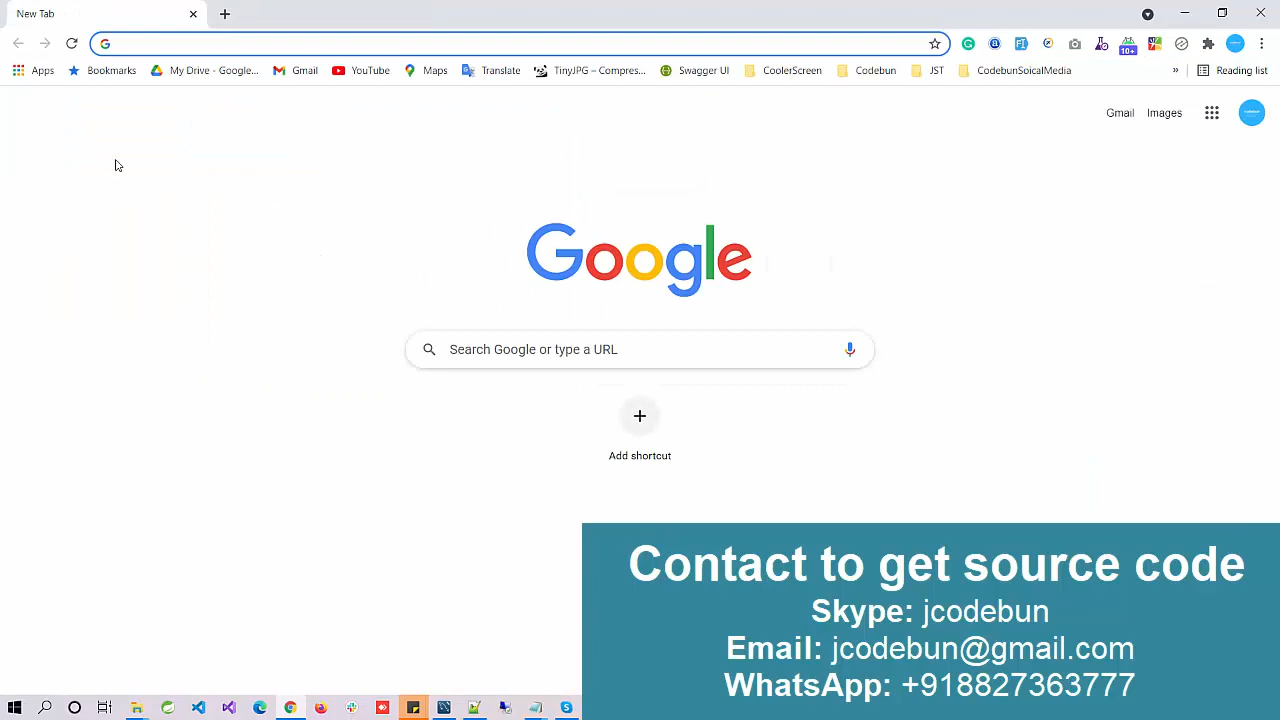 New Tab
Apps Bookmarks My Drive - Google... Gmail YouTube Maps Translate TinyJPG – Compres... Swagger UI CoolerScreen Codebun JST CodebunSoicalMedia » Reading list
10+
Gmail Images
Google
Search Google or type a URL
Add shortcut
Contact to get source code
Skype: jcodebun
Email: jcodebun@gmail.com
WhatsApp: +918827363777